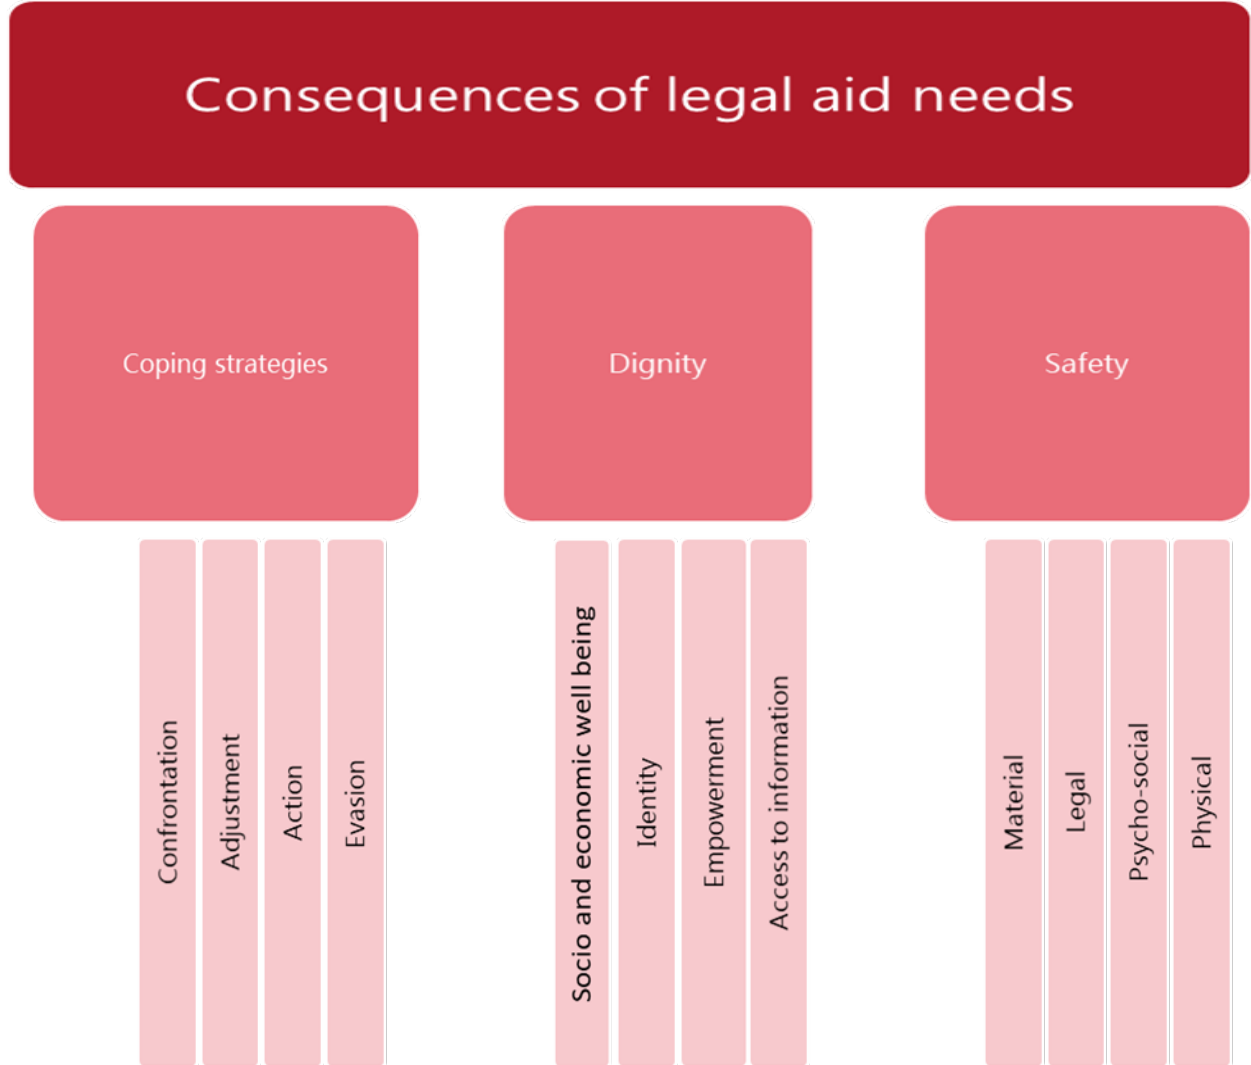 Consequences of legal aid needs
Coping strategies
Dignity
Safety
Confrontation
Adjustment
Action
Evasion
Socio and economic well being
Identity
Empowerment
Access to information
Material
Legal
Psycho-social
Physical